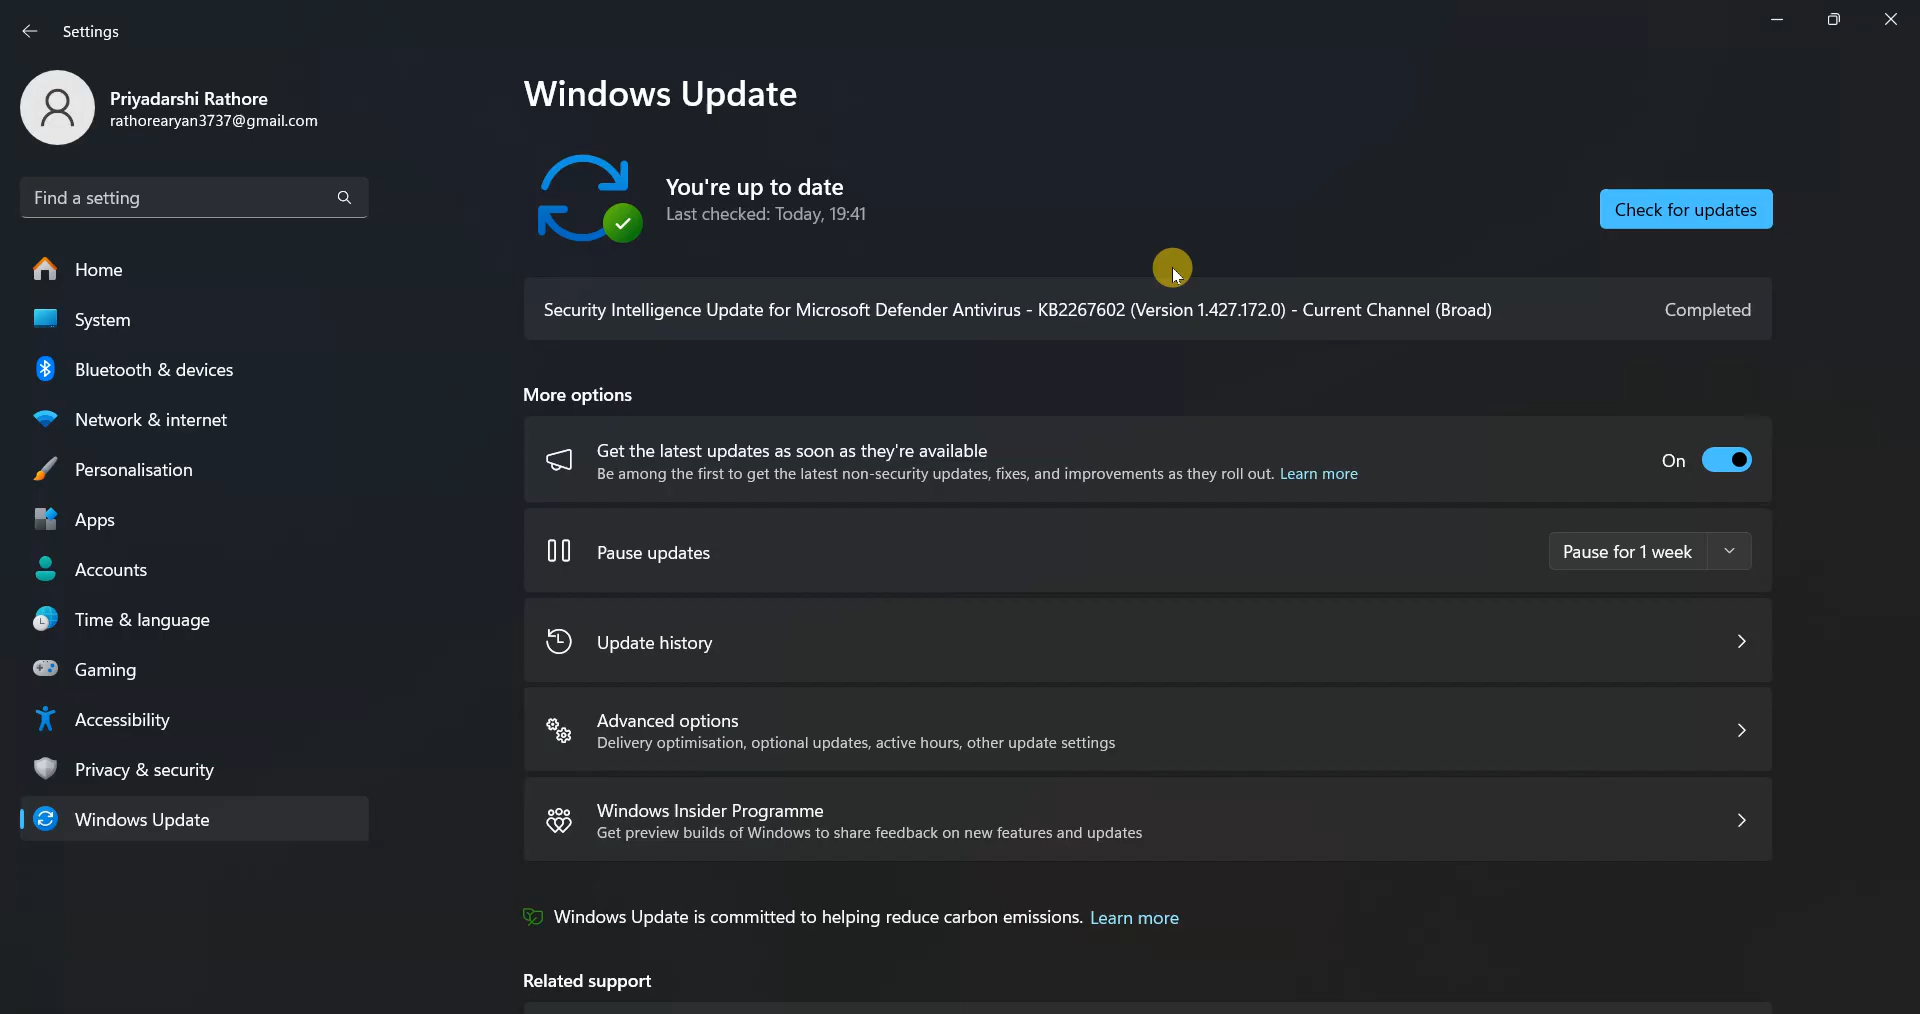 Settings
Priyadarshi Rathore
rathorearyan3737@gmail.com
Find a setting
Home
System
Bluetooth & devices
Network & internet
Personalisation
Apps
Accounts
Time & language
Gaming
Accessibility
Privacy & security
Windows Update
Windows Update
You're up to date
Last checked: Today, 19:41
Check for updates
Security Intelligence Update for Microsoft Defender Antivirus - KB2267602 (Version 1.427.172.0) - Current Channel (Broad) Completed
More options
Get the latest updates as soon as they're available
Be among the first to get the latest non-security updates, fixes, and improvements as they roll out. Learn more
On
Pause updates Pause for 1 week
Update history
Advanced options
Delivery optimisation, optional updates, active hours, other update settings
Windows Insider Programme
Get preview builds of Windows to share feedback on new features and updates
Windows Update is committed to helping reduce carbon emissions. Learn more
Related support